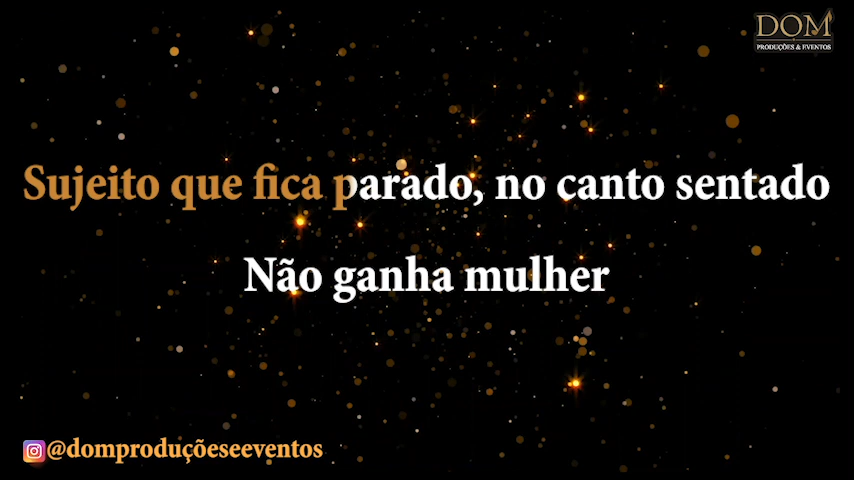 DOM
PRODUÇÕES & EVENTOS
Sujeito que fica parado, no canto sentado
Não ganha mulher
@domproduçõeseeventos